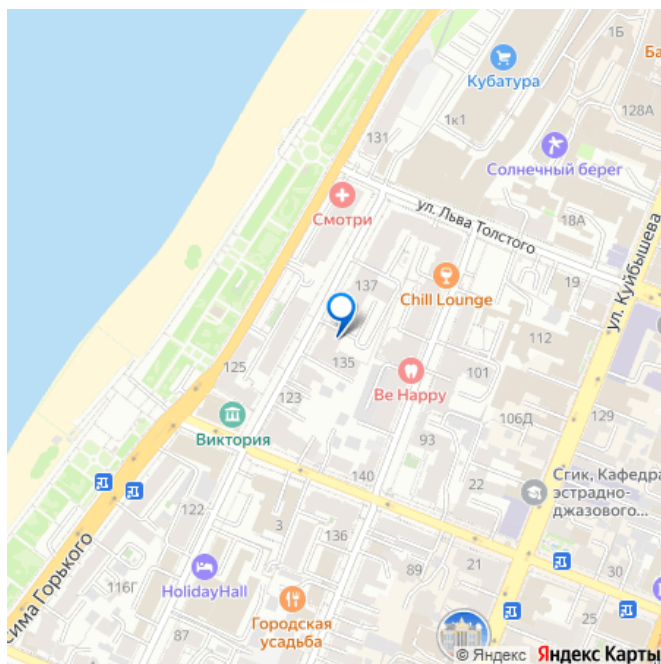 1Б
Ба
Кубатура
128А
1к1
131
Солнечный берег
Смотри
ул. Льва Толстого
18А
ул. Куйбышева
19
137
Chill Lounge
112
135
125
101
Be Happy
123
106Д
129
Виктория
93
Сгик, Кафедра
эстрадно-
джазового...
140
22
122
3
136
30
21
89
116Г
HolidayHall
сима Горького
Городская
усадьба
25
87
© Яндекс Яндекс Карты